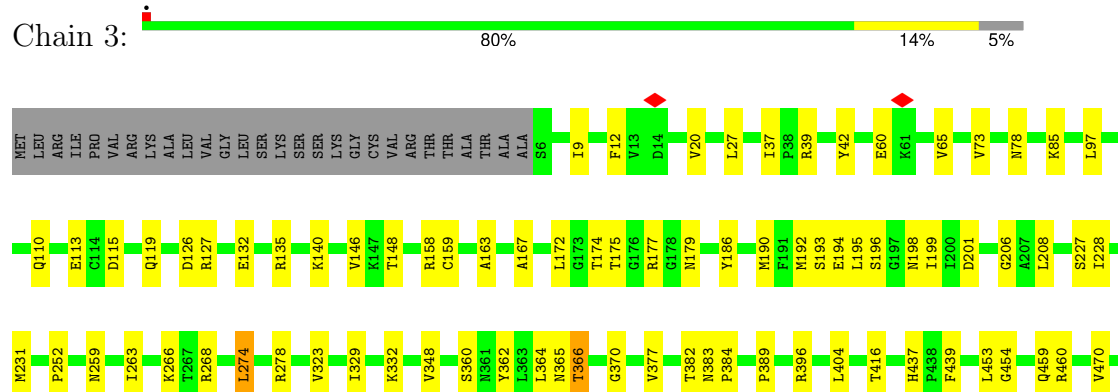 Chain 3:
80% 14% 5%
MET LEU ARG ILE PRO VAL ARG LYS ALA LEU VAL GLY LEU SER LYS SER SER LYS GLY CYS VAL ARG THR THR ALA THR ALA ALA S6 I9 F12 V13 D14 V20 L27 I37 P38 R39 Y42 E60 K61 V65 V73 N78 K85 L97
Q110 E113 C114 D115 Q119 D126 R127 E132 R135 K140 V146 K147 T148 R158 C159 A163 A167 L172 G173 T174 T175 G176 R177 G178 N179 Y186 M190 F191 M192 S193 E194 L195 S196 G197 N198 I199 I200 D201 G206 A207 L208 S227 I228
M231 P252 N259 I263 K266 T267 R268 L274 R278 V323 I329 K332 V348 S360 N361 Y362 L363 L364 N365 T366 G370 V377 T382 N383 P384 P389 R396 L404 T416 H437 P438 F439 L453 G454 Q459 R460 V470